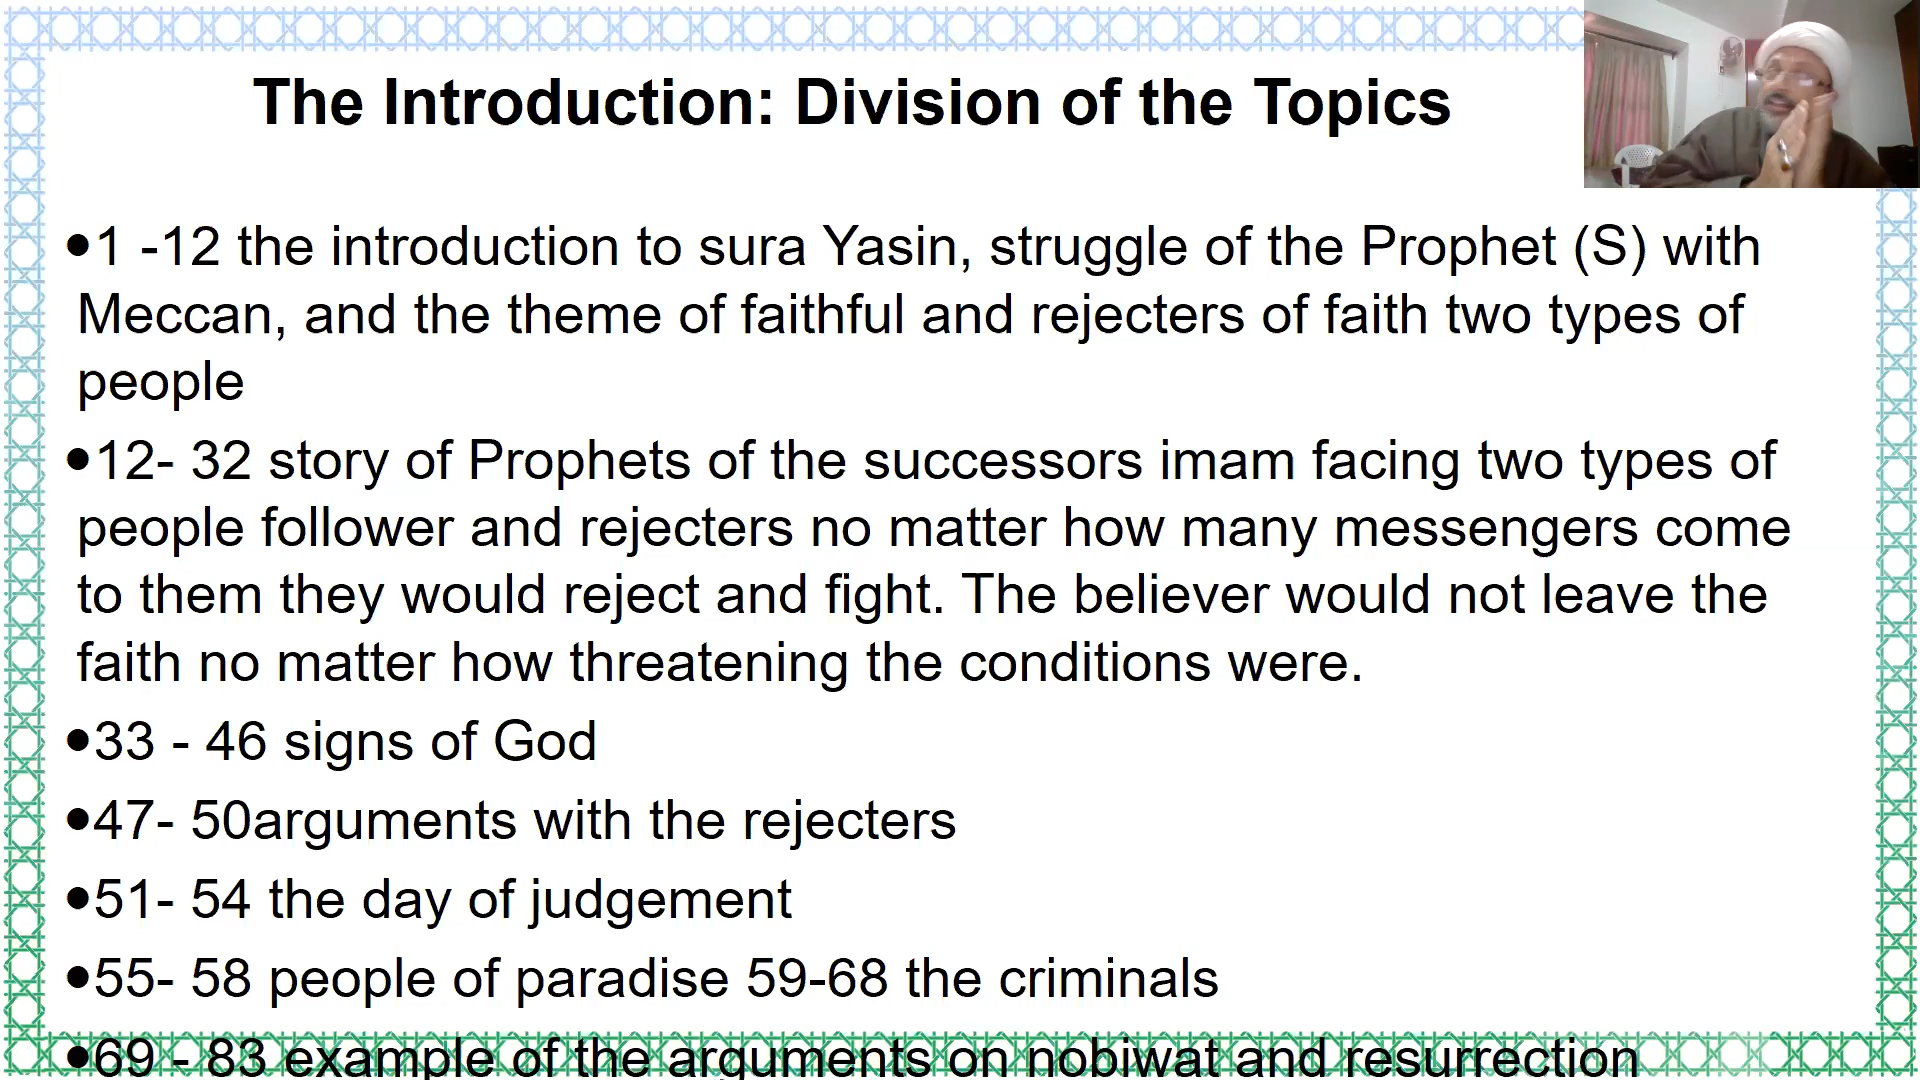 The Introduction: Division of the Topics
●1 -12 the introduction to sura Yasin, struggle of the Prophet (S) with
Meccan, and the theme of faithful and rejecters of faith two types of
people
●12- 32 story of Prophets of the successors imam facing two types of
people follower and rejecters no matter how many messengers come
to them they would reject and fight. The believer would not leave the
faith no matter how threatening the conditions were.
●33 - 46 signs of God
●47- 50arguments with the rejecters
●51- 54 the day of judgement
●55- 58 people of paradise 59-68 the criminals
●69 - 83 example of the arguments on nobiwat and resurrection